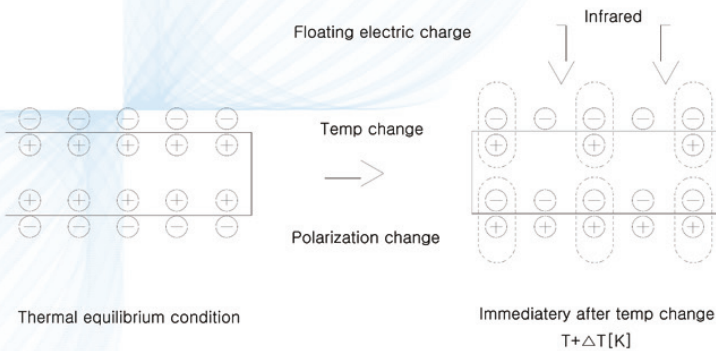 Floating electric charge
Infrared
Temp change
Polarization change
Thermal equilibrium condition
Immediatery after temp change
T+△T[K]